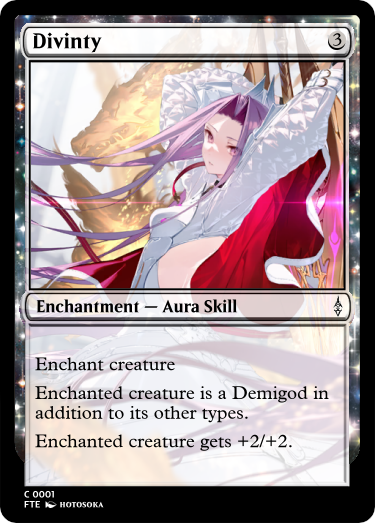 Divinty 3
Enchantment — Aura Skill
Enchant creature
Enchanted creature is a Demigod in
addition to its other types.
Enchanted creature gets +2/+2.
C 0001
FTE HOTOSOKA